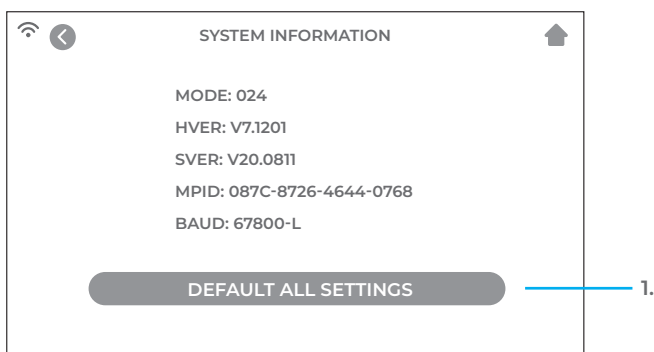 SYSTEM INFORMATION
MODE: 024
HVER: V7.1201
SVER: V20.0811
MPID: 087C-8726-4644-0768
BAUD: 67800-L
DEFAULT ALL SETTINGS
1.